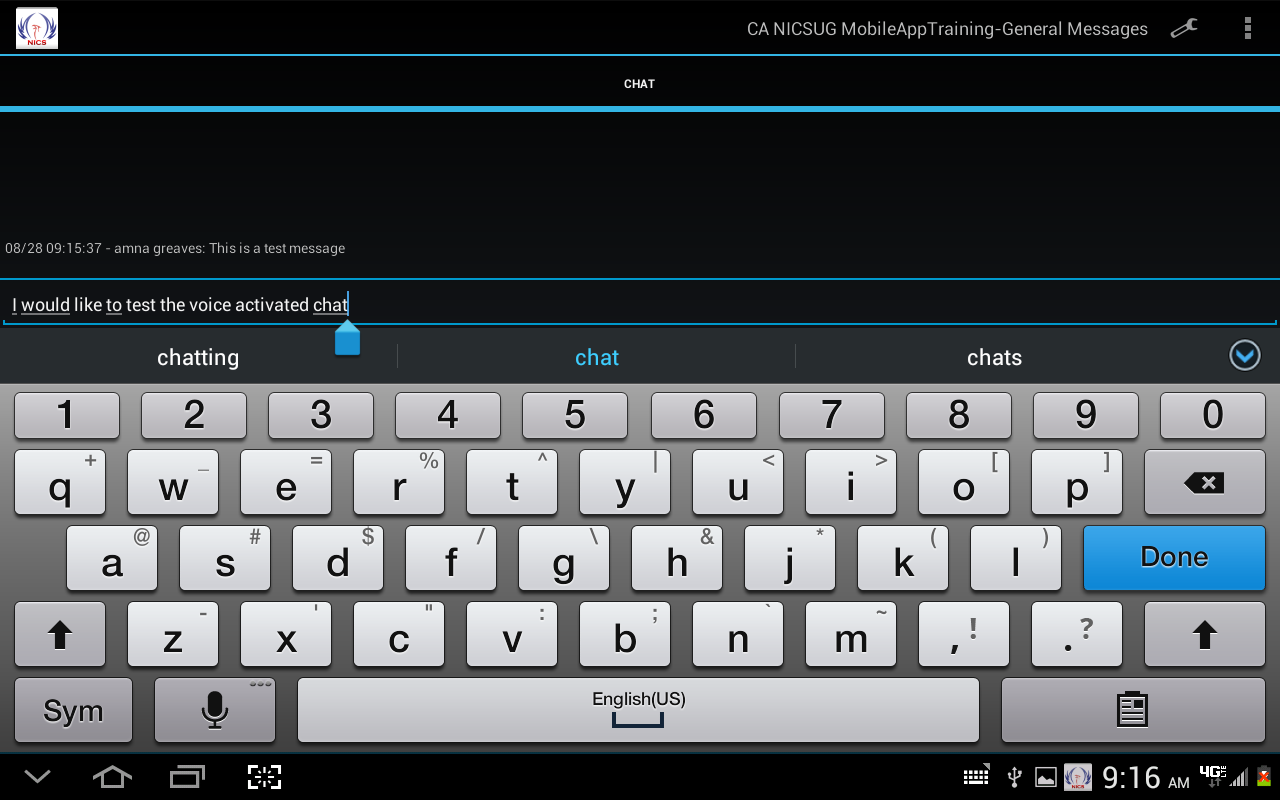 NICS
CA NICSUG MobileAppTraining-General Messages
CHAT
08/28 09:15:37 - amna greaves: This is a test message
I would like to test the voice activated chat
chatting chat chats
1 2 3 4 5 6 7 8 9 0
q + w _ e = r % t ^ y | u < i > o [ p ]
a @ s # d $ f / g \ h & j * k ( l ) Done
z - x ' c " v : b ; n ` m ~ , ! . ?
Sym English(US)
NICS 9:16 AM 4G LTE